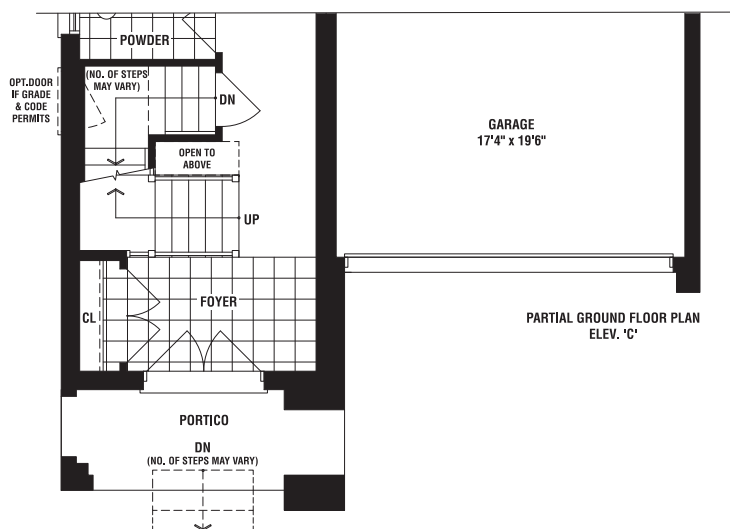 POWDER
(NO. OF STEPS
MAY VARY)
OPT.DOOR
IF GRADE
& CODE
PERMITS
DN
OPEN TO
ABOVE
GARAGE
17'4" x 19'6"
UP
CL
FOYER
PARTIAL GROUND FLOOR PLAN
ELEV. 'C'
PORTICO
DN
(NO. OF STEPS MAY VARY)